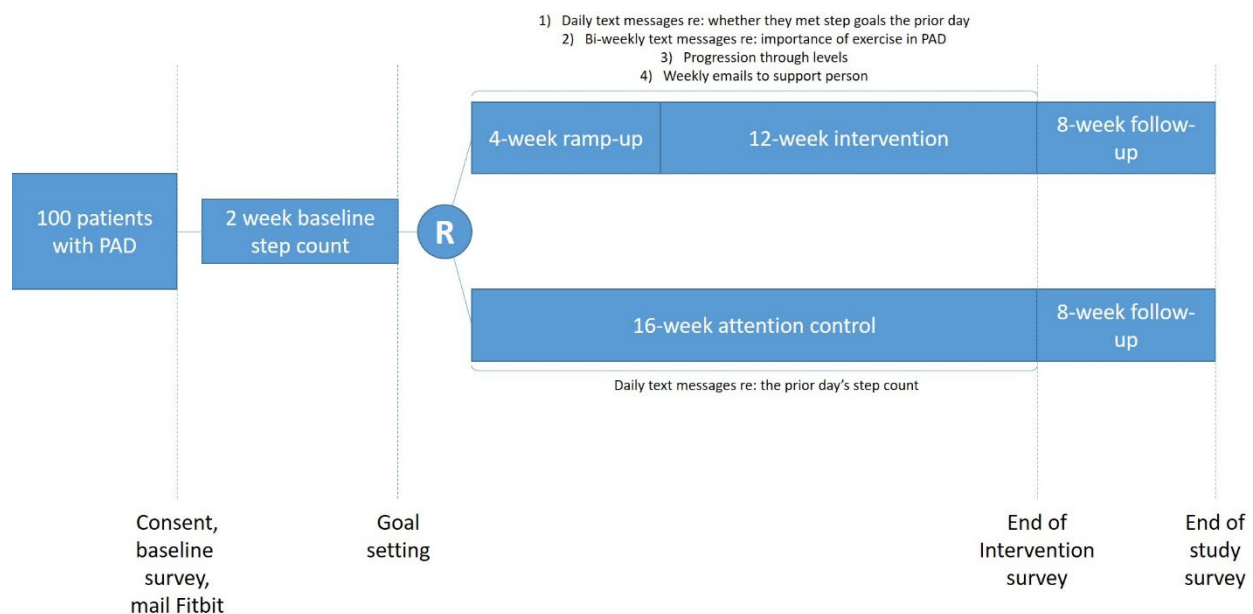 1) Daily text messages re: whether they met step goals the prior day
2) Bi-weekly text messages re: importance of exercise in PAD
3) Progression through levels
4) Weekly emails to support person
4-week ramp-up
12-week intervention
8-week follow-
up
100 patients
with PAD
2 week baseline
step count
R
16-week attention control
8-week follow-
up
Daily text messages re: the prior day's step count
Consent,
baseline
survey,
mail Fitbit
Goal
setting
End of
Intervention
survey
End of
study
survey